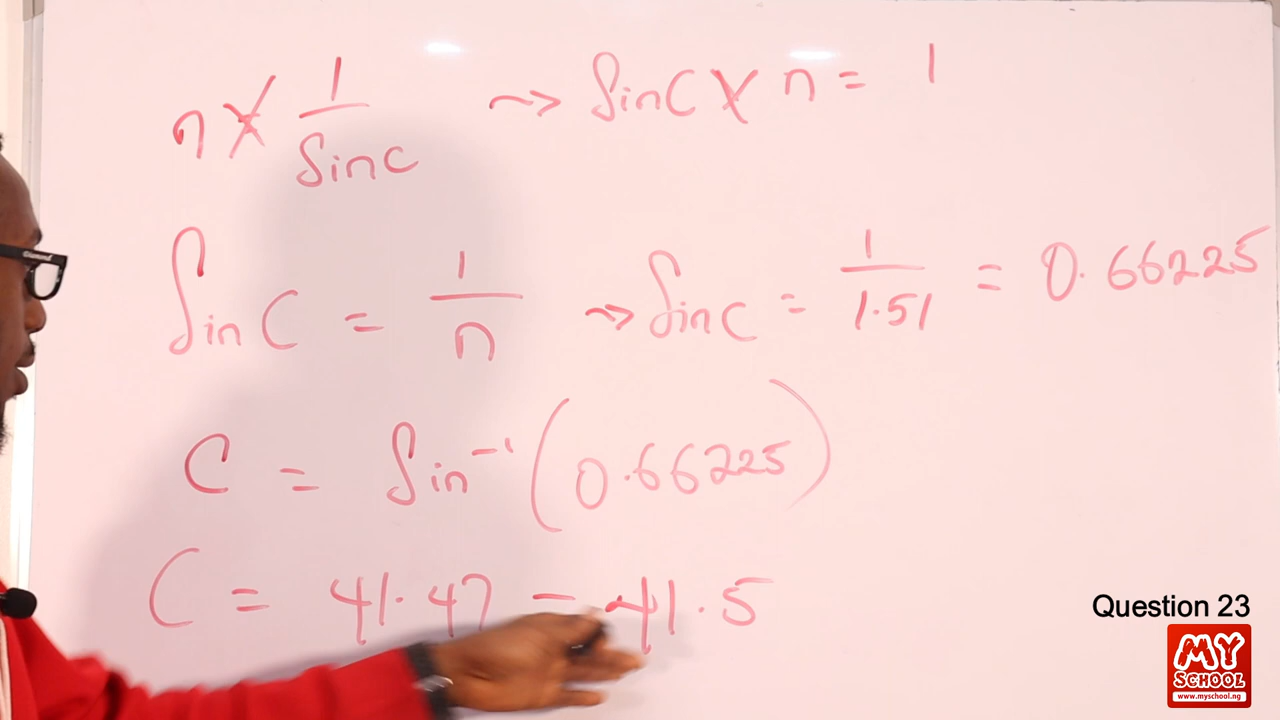 n X 1/Sinc ~> SinC X n = 1
SinC = 1/n ~> Sinc = 1/1.51 = 0.66225
C = Sin⁻¹ (0.66225)
C = 41.47 – 41.5
Question 23
MY
SCHOOL
www.myschool.ng